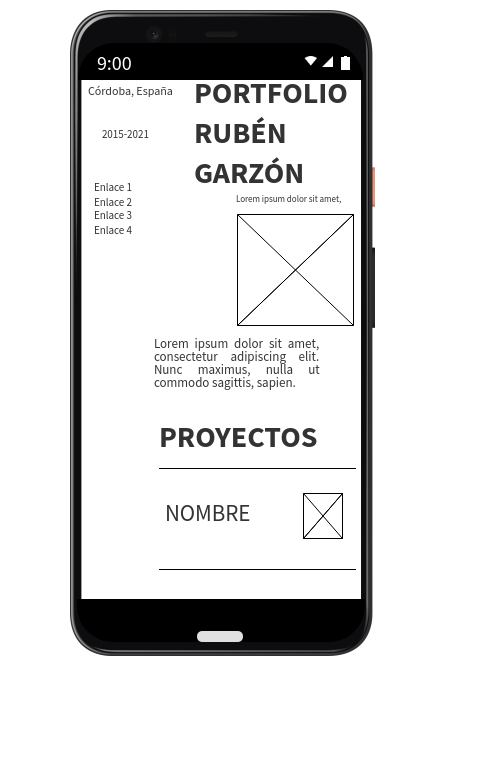 9:00
Córdoba, España
2015-2021
Enlace 1
Enlace 2
Enlace 3
Enlace 4
PORTFOLIO
RUBÉN
GARZÓN
Lorem ipsum dolor sit amet,
Lorem ipsum dolor sit amet,
consectetur adipiscing elit.
Nunc maximus, nulla ut
commodo sagittis, sapien.
PROYECTOS
NOMBRE